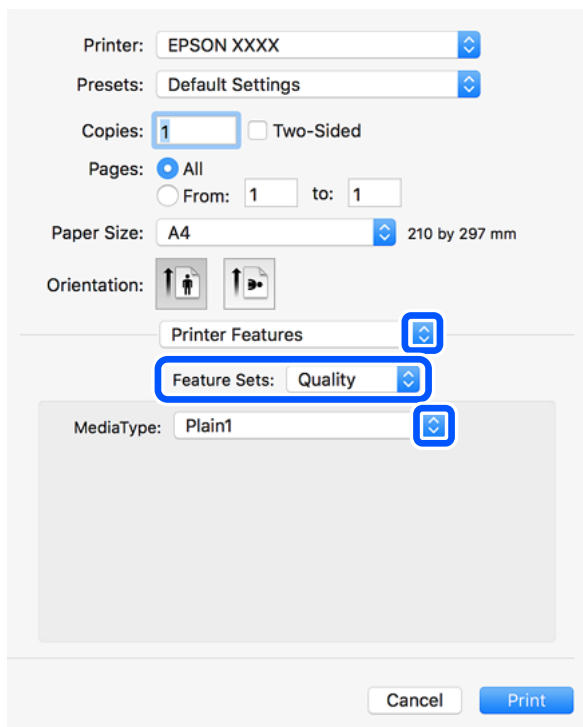 Printer: EPSON XXXX
Presets: Default Settings
Copies: 1 Two-Sided
Pages: All
From: 1 to: 1
Paper Size: A4 210 by 297 mm
Orientation:
Printer Features
Feature Sets: Quality
MediaType: Plain1
Cancel Print